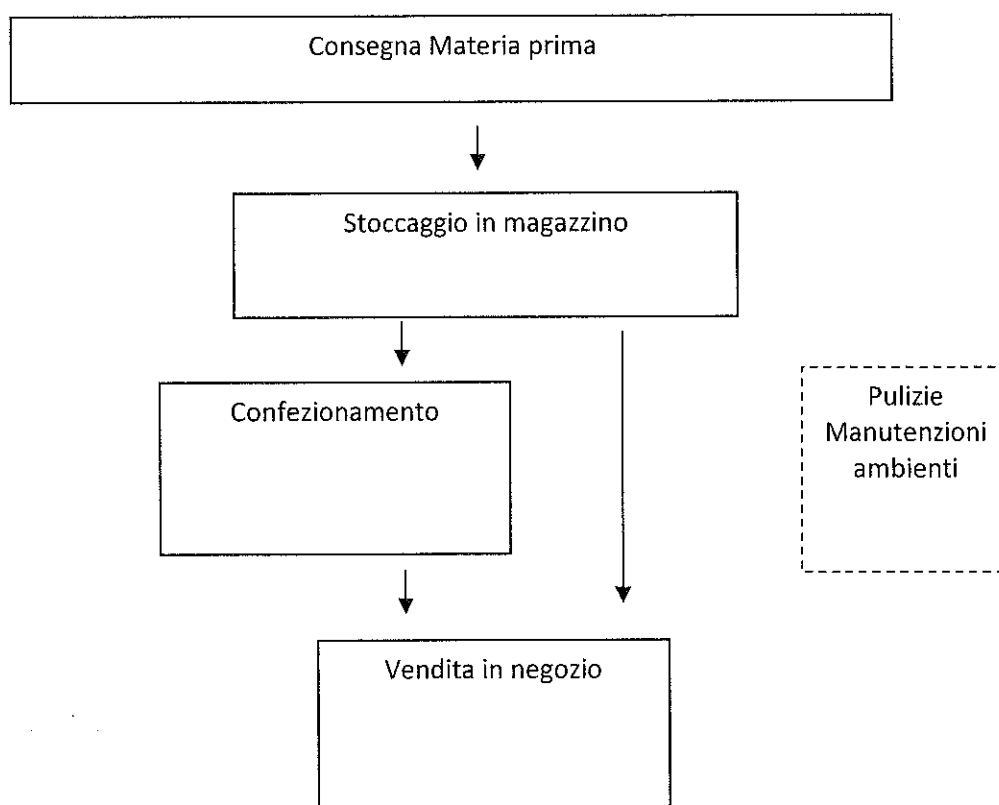 Consegna Materia prima
Stoccaggio in magazzino
Confezionamento
Pulizie
Manutenzioni
ambienti
Vendita in negozio